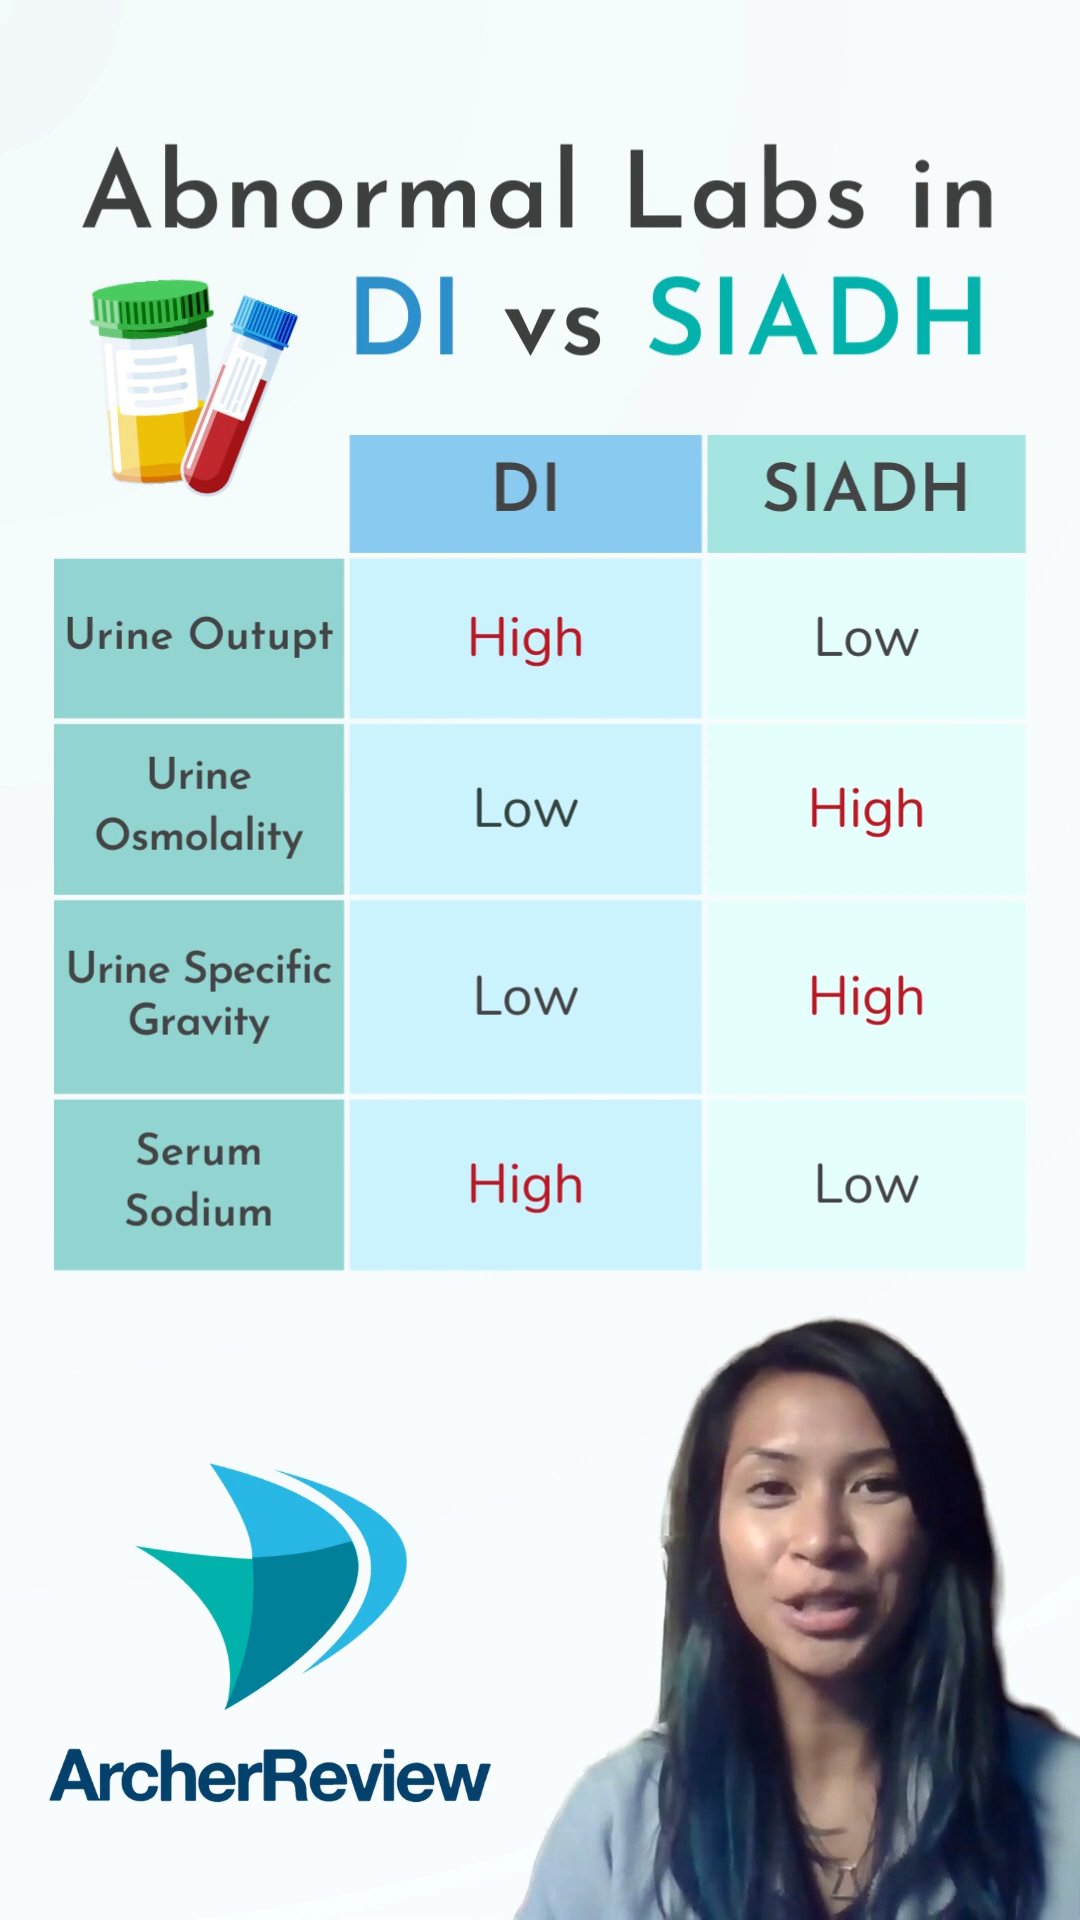 Abnormal Labs in
DI vs SIADH
DI SIADH
Urine Outupt High Low
Urine
Osmolality Low High
Urine Specific
Gravity Low High
Serum
Sodium High Low
ArcherReview